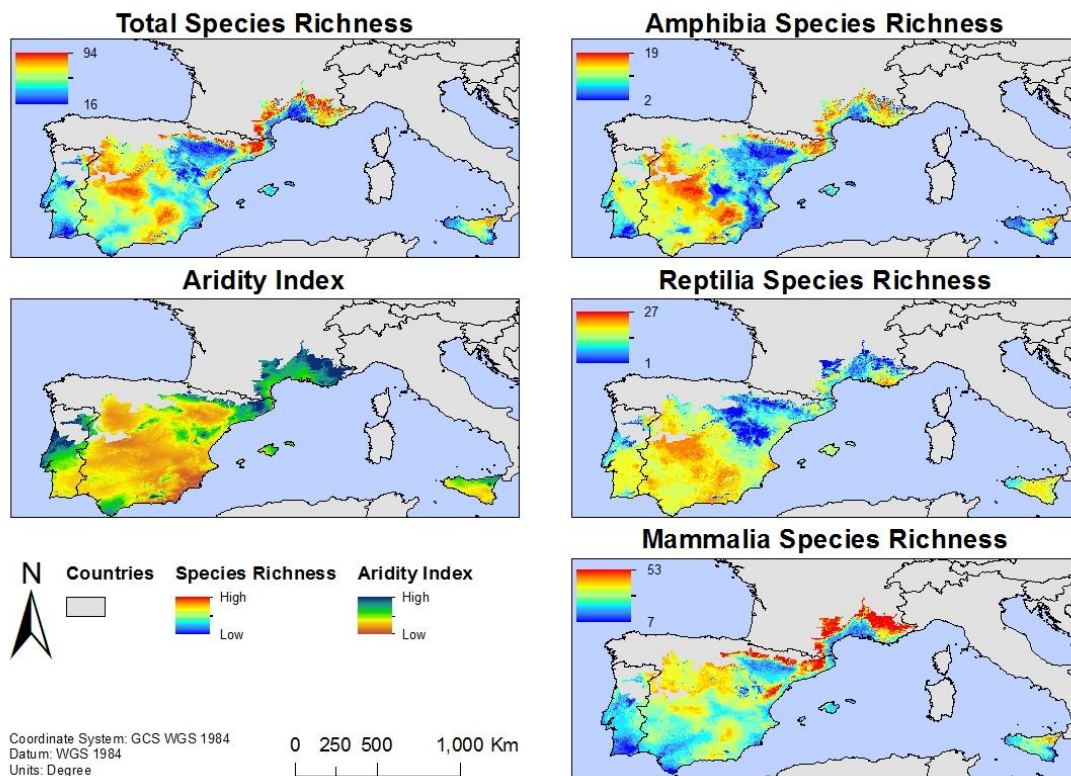 Total Species Richness
94
16
Amphibia Species Richness
19
2
Aridity Index
Reptilia Species Richness
27
1
Mammalia Species Richness
53
7
N
Countries
Species Richness
High
Low
Aridity Index
High
Low
Coordinate System: GCS WGS 1984
Datum: WGS 1984
Units: Degree
0 250 500 1,000 Km